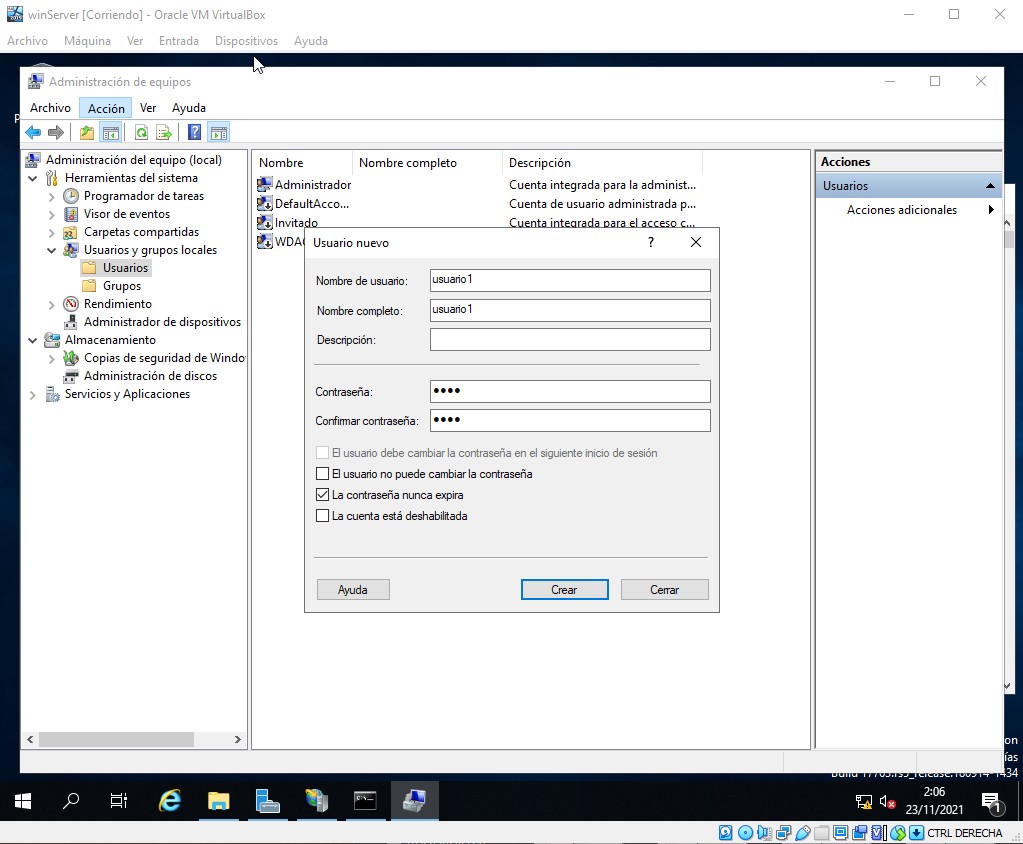 winServer [Corriendo] - Oracle VM VirtualBox
Archivo Máquina Ver Entrada Dispositivos Ayuda
Administración de equipos
Archivo Acción Ver Ayuda
Administración del equipo (local)
Herramientas del sistema
Programador de tareas
Visor de eventos
Carpetas compartidas
Usuarios y grupos locales
Usuarios
Grupos
Rendimiento
Administrador de dispositivos
Almacenamiento
Copias de seguridad de Windo
Administración de discos
Servicios y Aplicaciones
Nombre Nombre completo Descripción
Administrador Cuenta integrada para la administ...
DefaultAcco... Cuenta de usuario administrada p...
Invitado Cuenta integrada para el acceso c...
WDAG
Acciones
Usuarios
Acciones adicionales
Usuario nuevo ?
Nombre de usuario: usuario1
Nombre completo: usuario1
Descripción:
Contraseña: ••••
Confirmar contraseña: ••••
El usuario debe cambiar la contraseña en el siguiente inicio de sesión
El usuario no puede cambiar la contraseña
La contraseña nunca expira
La cuenta está deshabilitada
Ayuda Crear Cerrar
on
ías
Build 17763.rs5_release.180914-1434
2:06
23/11/2021
1
CTRL DERECHA